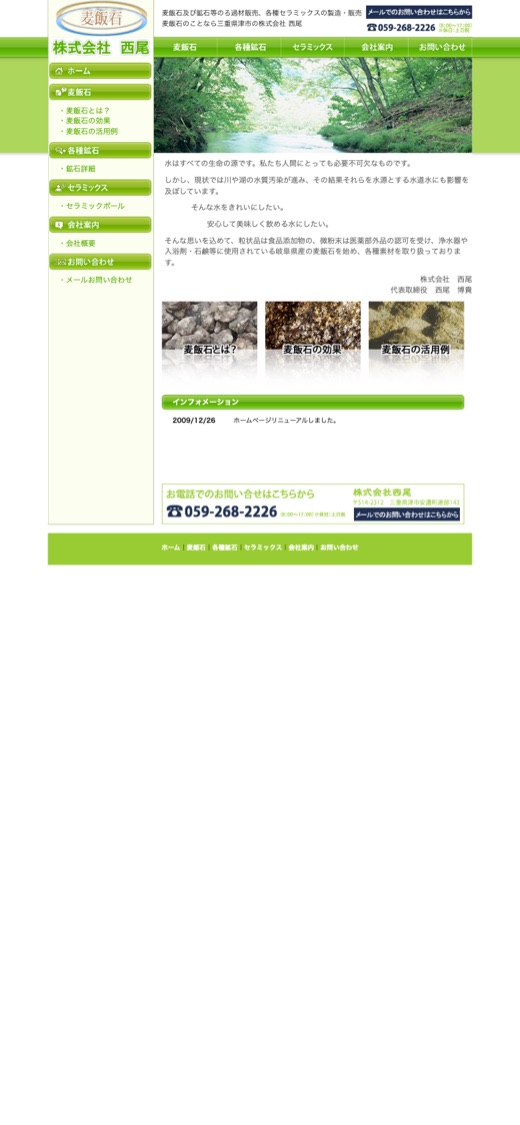 麦飯石
株式会社 西尾
麦飯石及び鉱石等のろ過材販売、各種セラミックスの製造・販売
麦飯石のことなら三重県津市の株式会社 西尾
メールでのお問い合わせはこちらから
☎059-268-2226
麦飯石 各種鉱石 セラミックス 会社案内 お問い合わせ
ホーム
麦飯石
・麦飯石とは？
・麦飯石の効果
・麦飯石の活用例
各種鉱石
・鉱石詳細
セラミックス
・セラミックボール
会社案内
・会社概要
お問い合わせ
・メールお問い合わせ
水はすべての生命の源です。私たち人間にとっても必要不可欠なものです。
しかし、現状では川や湖の水質汚染が進み、その結果それらを水源とする水道水にも影響を
及ぼしています。
そんな水をきれいにしたい。
安心して美味しく飲める水にしたい。
そんな思いを込めて、粒状品は食品添加物の、微粉末は医薬部外品の認可を受け、浄水器や
入浴剤・石鹸等に使用されている岐阜県産の麦飯石を始め、各種素材を取り扱っておりま
す。
株式会社 西尾
代表取締役 西尾 博貴
麦飯石とは？ 麦飯石の効果 麦飯石の活用例
インフォメーション
2009/12/26 ホームページリニューアルしました。
お電話でのお問い合せはこちらから
☎059-268-2226
株式会社西尾
メールでのお問い合わせはこちらから
ホーム | 麦飯石 | 各種鉱石 | セラミックス | 会社案内 | お問い合わせ